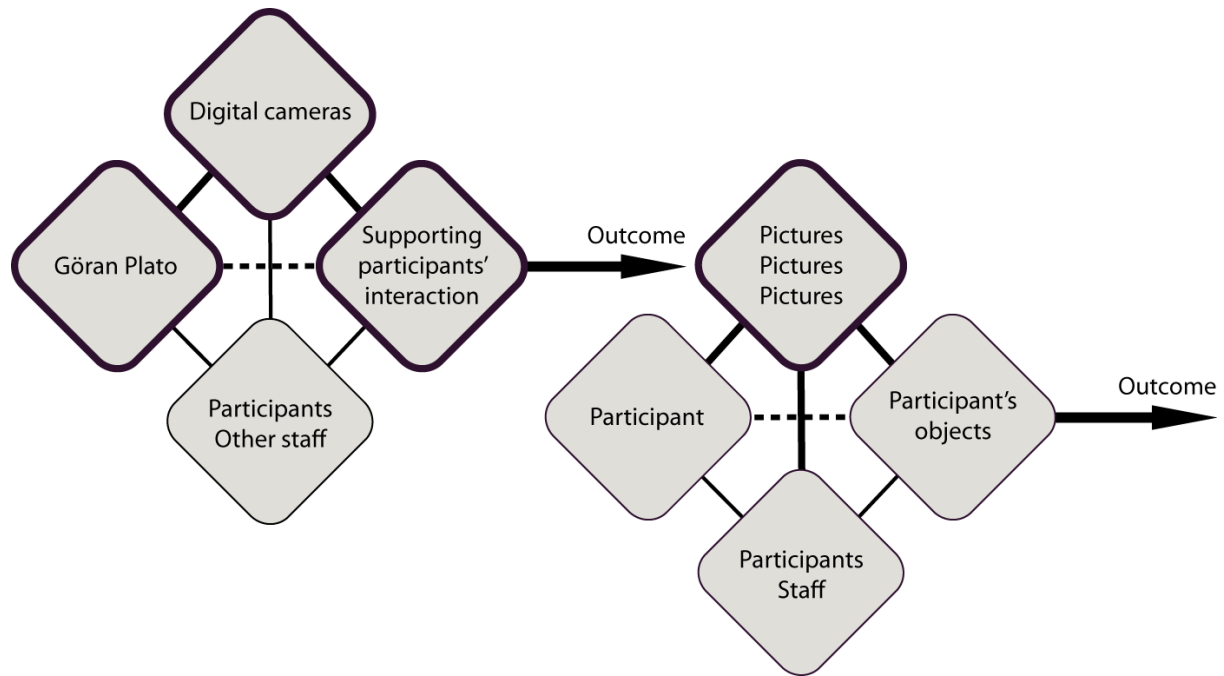 Digital cameras
Göran Plato
Supporting
participants’
interaction
Outcome
Participants
Other staff
Pictures
Pictures
Pictures
Participant
Participant’s
objects
Outcome
Participants
Staff